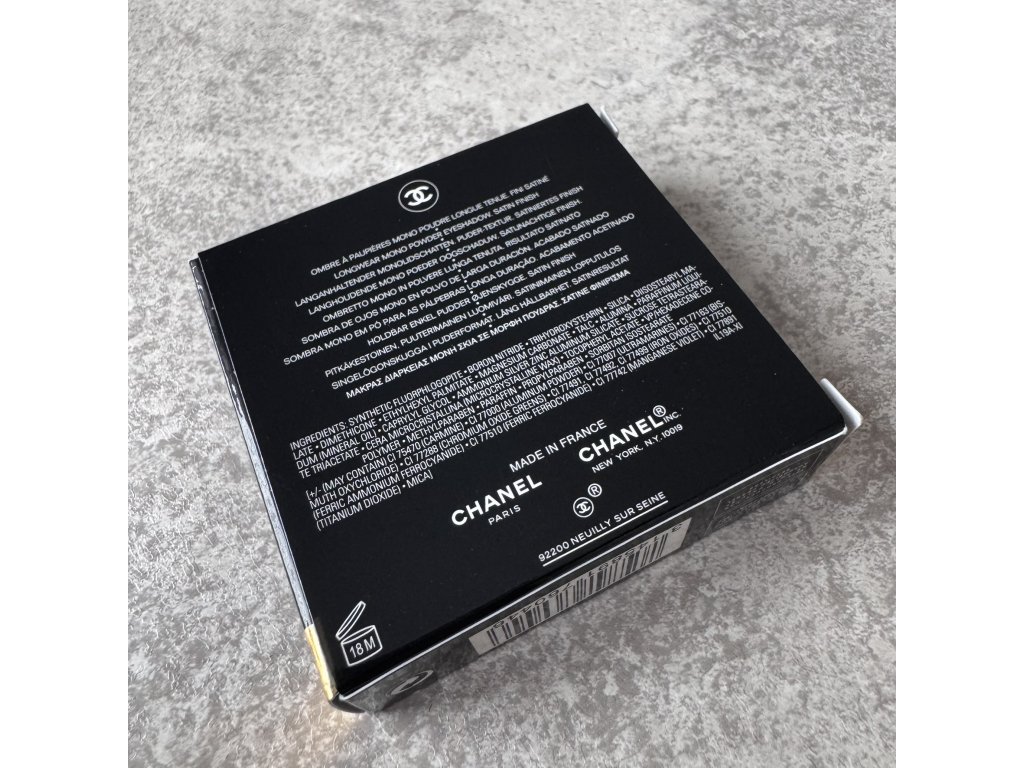 OMBRE À PAUPIÈRES MONO POUDRE LONGUE TENUE. FINI SATINÉ
LONGWEAR MONO POWDER EYESHADOW. SATIN FINISH
LANGANHALTENDER MONOLIDSCHATTEN. PUDER-TEXTUR. SATINIERTES FINISH
LANGHOUDENDE MONO POEDER OOGSCHADUW. SATIJNACHTIGE FINISH.
OMBRETTO MONO IN POLVERE LUNGA TENUTA. RISULTATO SATINATO
SOMBRA DE OJOS MONO EN POLVO DE LARGA DURACIÓN. ACABADO SATINADO
SOMBRA MONO EM PÓ PARA AS PÁLPEBRAS LONGA DURAÇÃO. ACABAMENTO ACETINADO
HOLDBAR ENKEL PUDDER ØJENSKYGGE. SATIN FINISH
PITKÄKESTOINEN, PUUTERIMAINEN LUOMIVÄRI. SATIINIMAINEN LOPPUTULOS
SINGELÖGONSKUGGA I PUDERFORMAT. LÅNG HÅLLBARHET. SATINRESULTAT
ΜΑΚΡΑΣ ΔΙΑΡΚΕΙΑΣ ΜΟΝΗ ΣΚΙΑ ΣΕ ΜΟΡΦΗ ΠΟΥΔΡΑΣ. ΣΑΤΙΝΕ ΦΙΝΙΡΙΣΜΑ
INGREDIENTS: SYNTHETIC FLUORPHLOGOPITE • BORON NITRIDE • TRIHYDROXYSTEARIN • SILICA • DIISOSTEARYL MA-
LATE • DIMETHICONE • ETHYLHEXYL PALMITATE • MAGNESIUM CARBONATE • TALC • ALUMINA • PARAFFINUM LIQUI-
DUM (MINERAL OIL) • CAPRYLYL GLYCOL • AMMONIUM SILVER ZINC ALUMINUM SILICATE • SUCROSE TETRASTEARA-
TE TRIACETATE • CERA MICROCRISTALLINA (MICROCRYSTALLINE WAX) • TOCOPHERYL ACETATE • VP/HEXADECENE CO-
POLYMER • METHYLPARABEN • PARAFFIN • PROPYLPARABEN • SORBITAN ISOSTEARATE
[+/- (MAY CONTAIN) CI 75470 (CARMINE) • CI 77000 (ALUMINUM POWDER) • CI 77007 (ULTRAMARINES) • CI 77163 (BIS-
MUTH OXYCHLORIDE) • CI 77288 (CHROMIUM OXIDE GREENS) • CI 77491, CI 77492, CI 77499 (IRON OXIDES) • CI 77510
(FERRIC AMMONIUM FERROCYANIDE) • CI 77510 (FERRIC FERROCYANIDE) • CI 77742 (MANGANESE VIOLET) • CI 77891
(TITANIUM DIOXIDE) • MICA]
MADE IN FRANCE
CHANEL
PARIS
CHANEL® INC.
NEW YORK, N.Y. 10019
®
92200 NEUILLY SUR SEINE
18 M